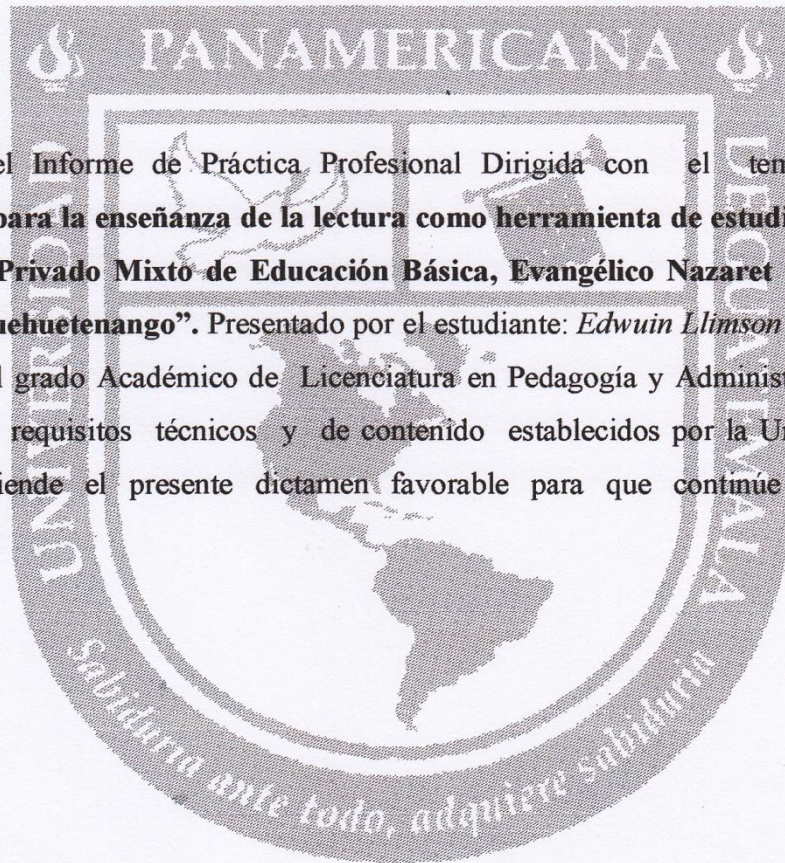 PANAMERICANA
UNIVERSIDAD
DE GUATEMALA
el Informe de Práctica Profesional Dirigida con el tem
para la enseñanza de la lectura como herramienta de estudi
Privado Mixto de Educación Básica, Evangélico Nazaret
uehuetenango”. Presentado por el estudiante: Edwuin Llimson
l grado Académico de Licenciatura en Pedagogía y Administ
requisitos técnicos y de contenido establecidos por la Un
iende el presente dictamen favorable para que continúe
Sabiduría ante todo, adquiere sabiduría